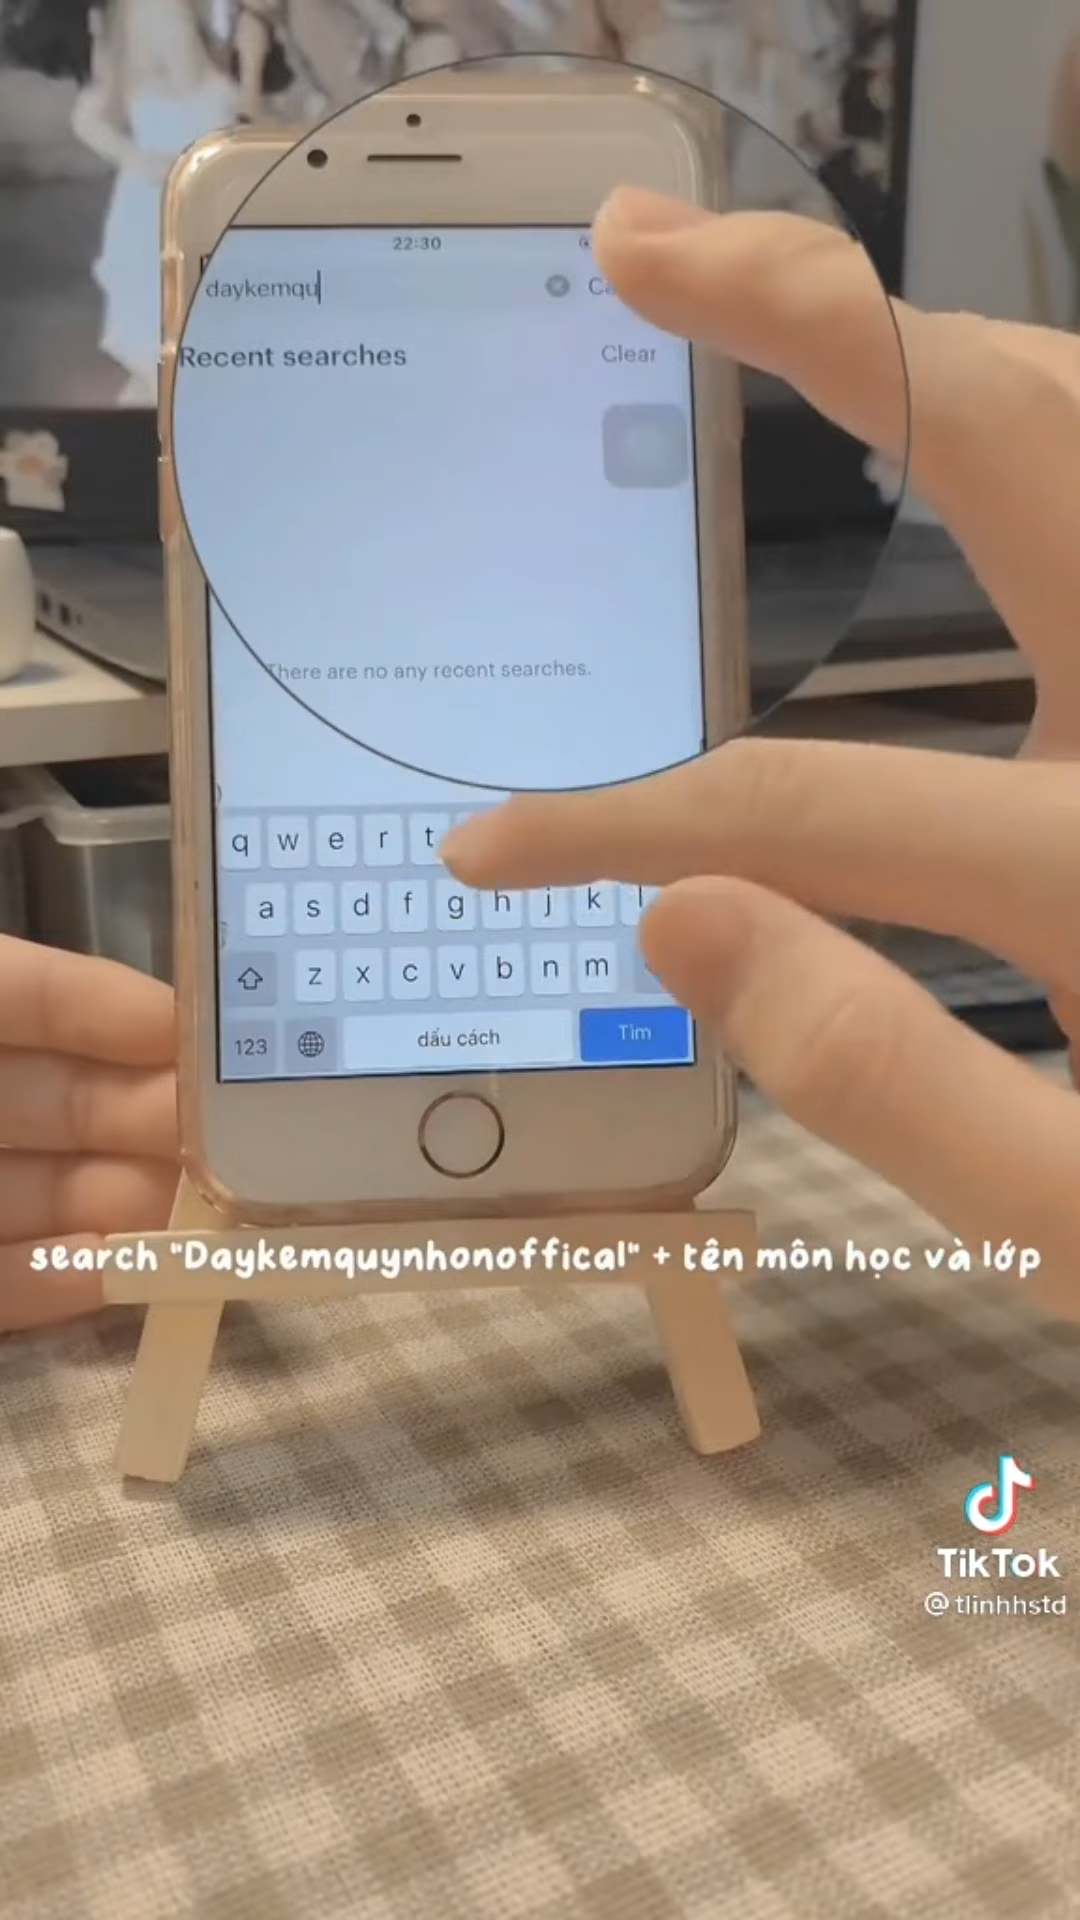 22:30
daykemqu
Recent searches
Clear
There are no any recent searches.
q w e r t
a s d f g h j k l
z x c v b n m
123
dấu cách
Tìm
search "Daykemquynhonoffical" + tên môn học và lớp
TikTok
@tlinhhstd